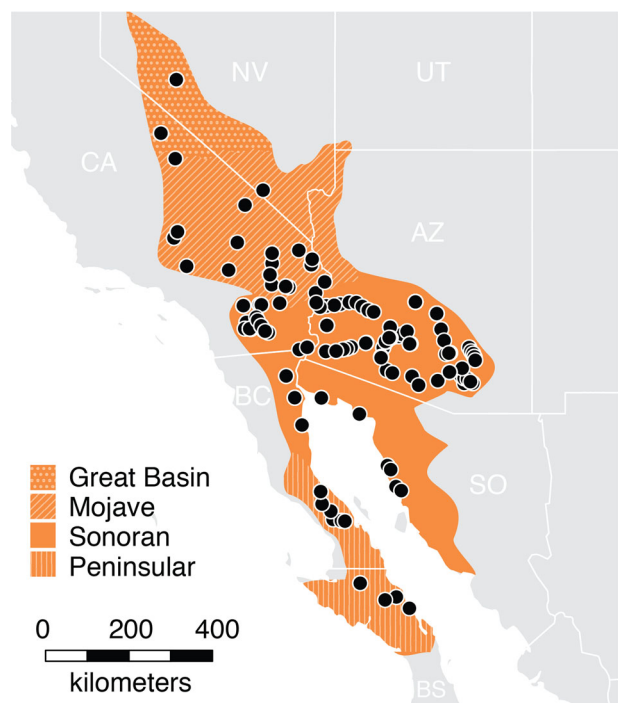 NV
UT
CA
AZ
BC
SO
Great Basin
Mojave
Sonoran
Peninsular
0 200 400
kilometers
BS